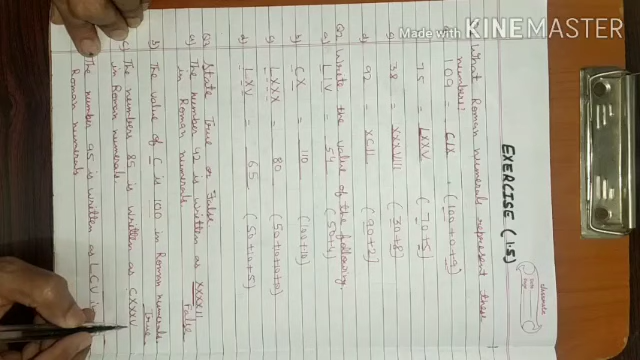 Made with KINEMASTER
EXERCISE (1.5)
What Roman numerals represent these
number:
109 = CIX (100+0+9)
75 = LXXV (70+5)
38 = XXXVIII (30+8)
92 = XCII (90+2)
Q2 Write the value of the following.
a) LIV = 54 (50+4)
b) CX = 110 (100+10)
c) LXXX = 80 (50+10+10+10)
d) LXV = 65 (50+10+5)
Q3 State True or False
a) The number 42 is written as XXXXII
in Roman numerals. False
b) The value of C is 100 in Roman numerals
True
c) The numbers 85 is written as CXXXV
in Roman numerals.
The number 95 is written as LCV in
Roman numerals